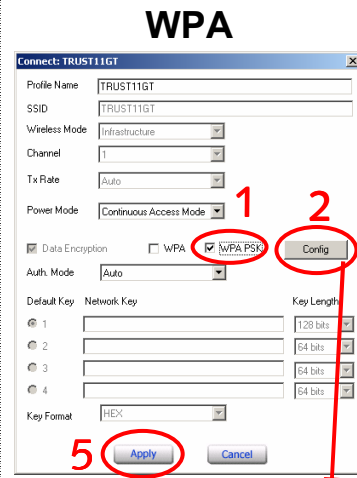 WPA
Connect: TRUST11GT
Profile Name TRUST11GT
SSID TRUST11GT
Wireless Mode Infrastructure
Channel 1
Tx Rate Auto
Power Mode Continuous Access Mode 1 2
Data Encryption WPA WPA PSK Config
Auth. Mode Auto
Default Key Network Key Key Length
1 128 bits
2 64 bits
3 64 bits
4 64 bits
Key Format HEX
5 Apply Cancel